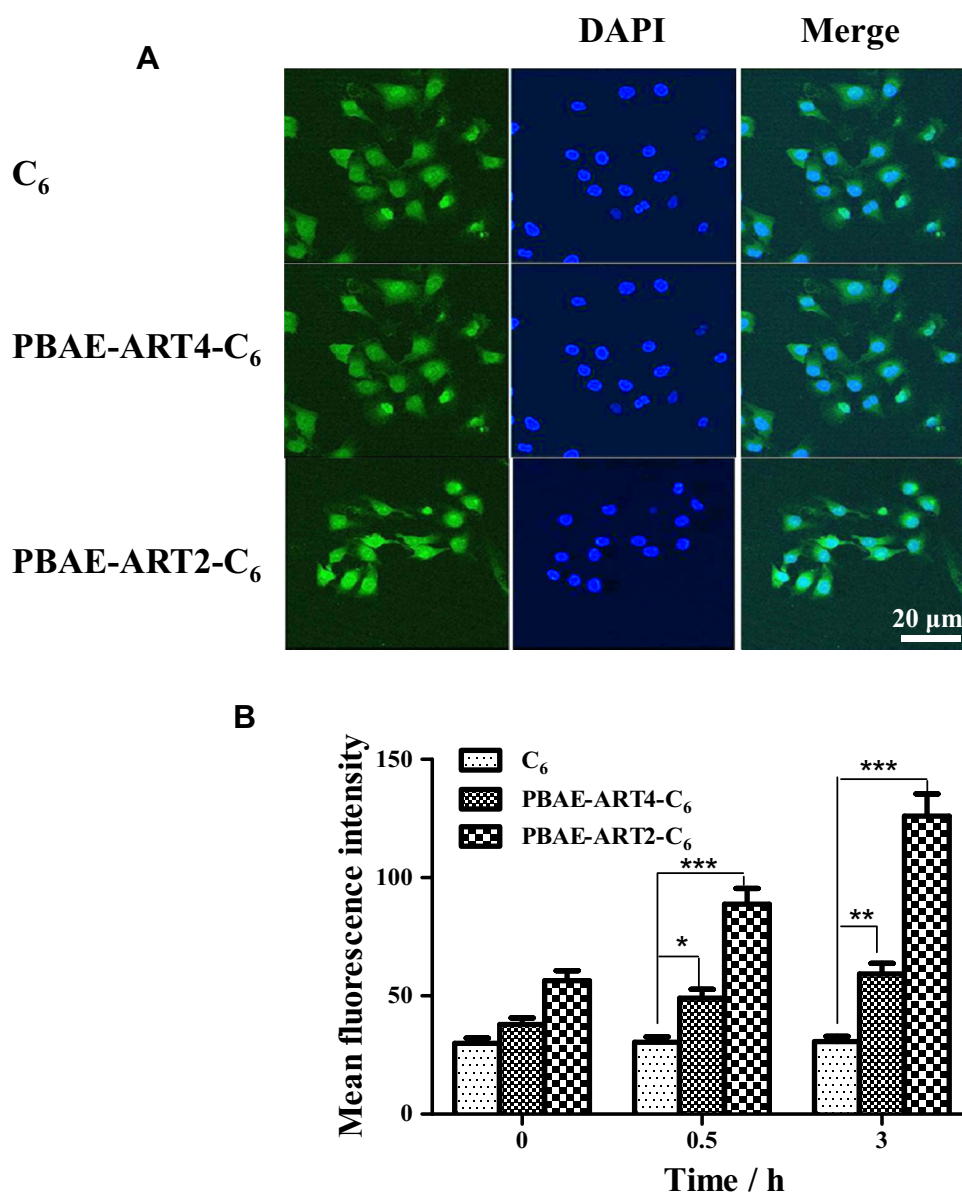 A
DAPI Merge
C₆
PBAE-ART4-C₆
PBAE-ART2-C₆
20 µm
B
Mean fluorescence intensity
150
100
50
0
C₆
PBAE-ART4-C₆
PBAE-ART2-C₆
***
*
***
**
0 0.5 3
Time / h